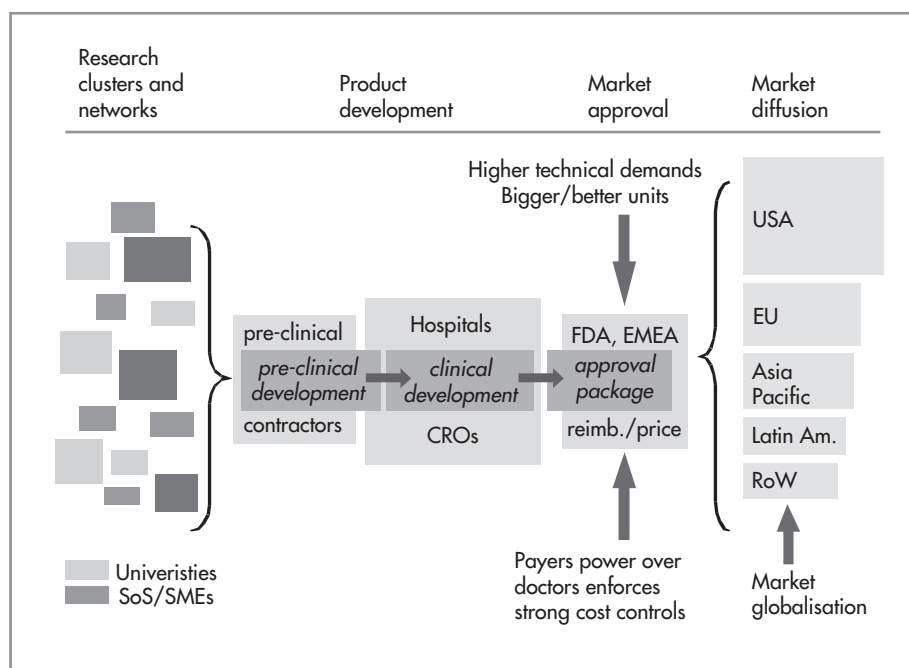 Research
clusters and
networks
Product
development
Market
approval
Market
diffusion
Higher technical demands
Bigger/better units
USA
EU
Asia
Pacific
Latin Am.
RoW
pre-clinical
pre-clinical
development
contractors
Hospitals
clinical
development
CROs
FDA, EMEA
approval
package
reimb./price
Univeristies
SoS/SMEs
Payers power over
doctors enforces
strong cost controls
Market
globalisation